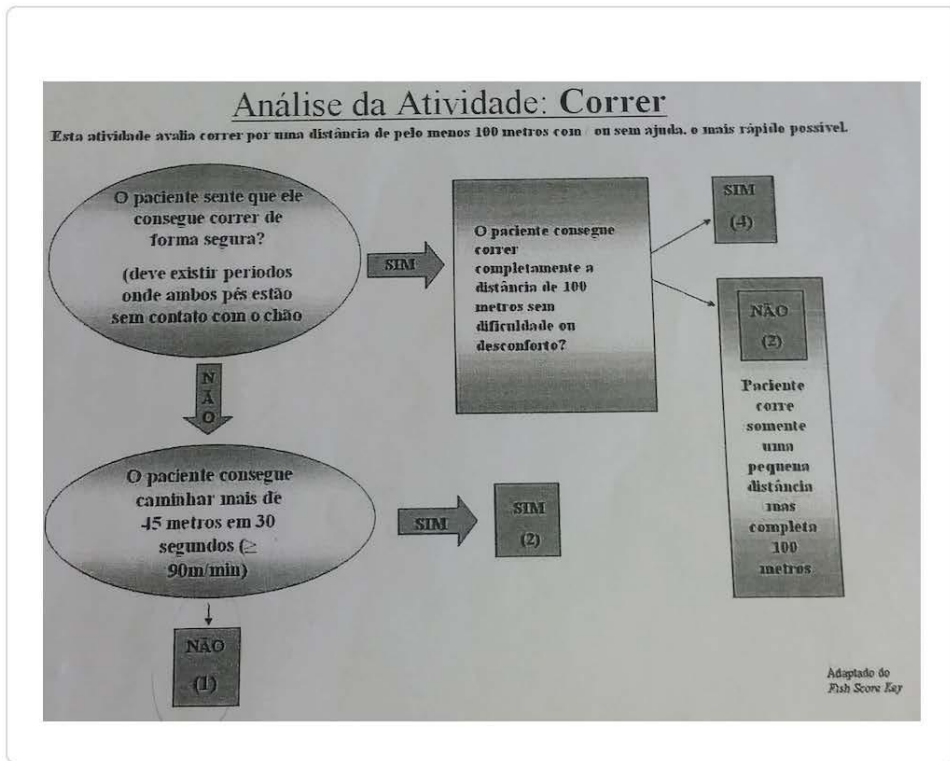 Análise da Atividade: Correr
Esta atividade avalia correr por uma distância de pelo menos 100 metros com ou sem ajuda. o mais rápido possível.
O paciente sente que ele
consegue correr de
forma segura?
(deve existir periodos
onde ambos pés estão
sem contato com o chão
SIM
O paciente consegue
correr
completamente a
distância de 100
metros sem
dificuldade ou
desconforto?
SIM
(4)
NÃO
(2)
Paciente
corre
somente
uma
pequena
distância
mas
completa
100
metros
N
Ã
O
O paciente consegue
caminhar mais de
45 metros em 30
segundos (≥
90m/min)
SIM
SIM
(2)
NÃO
(1)
Adaptado do
Fish Score Key